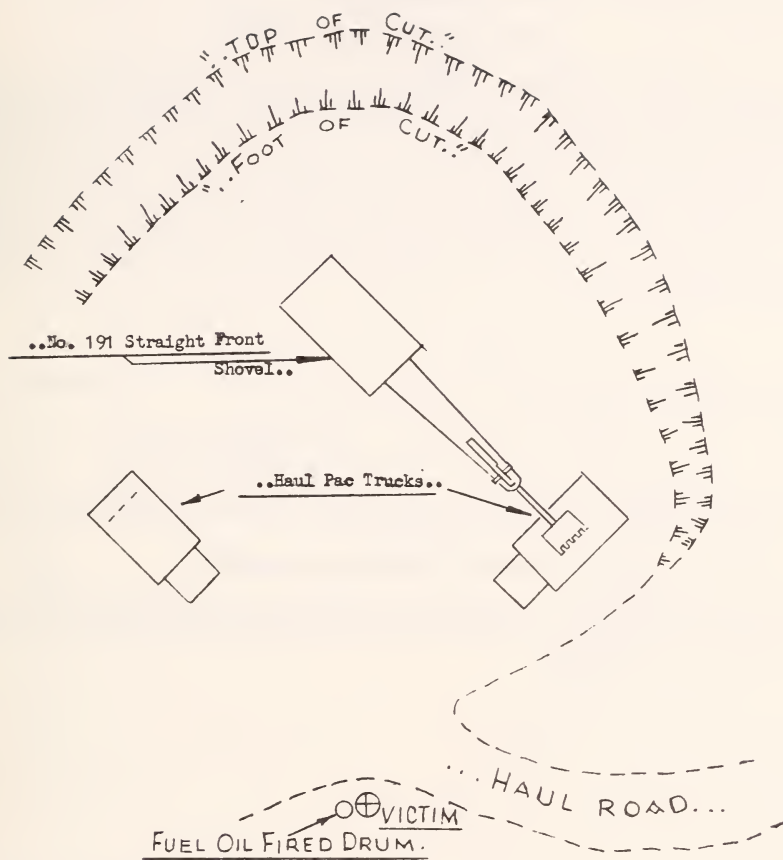 "..TOP OF CUT.."
"..FOOT OF CUT.."
..No. 191 Straight Front
Shovel..
..Haul Pac Trucks..
...HAUL ROAD...
VICTIM
FUEL OIL FIRED DRUM.